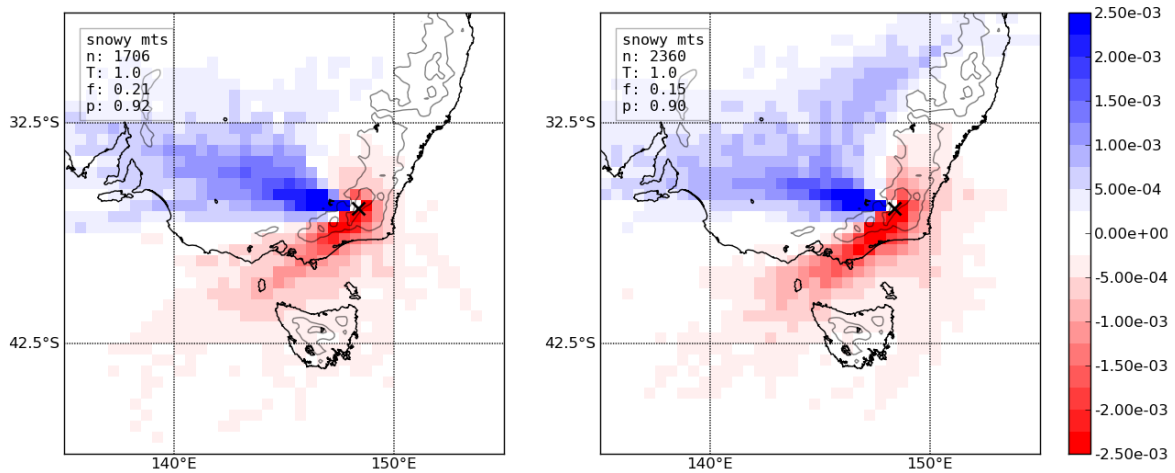 snowy mts
n: 1706
T: 1.0
f: 0.21
p: 0.92
32.5°S
42.5°S
140°E
150°E
snowy mts
n: 2360
T: 1.0
f: 0.15
p: 0.90
32.5°S
42.5°S
140°E
150°E
2.50e-03
2.00e-03
1.50e-03
1.00e-03
5.00e-04
0.00e+00
-5.00e-04
-1.00e-03
-1.50e-03
-2.00e-03
-2.50e-03